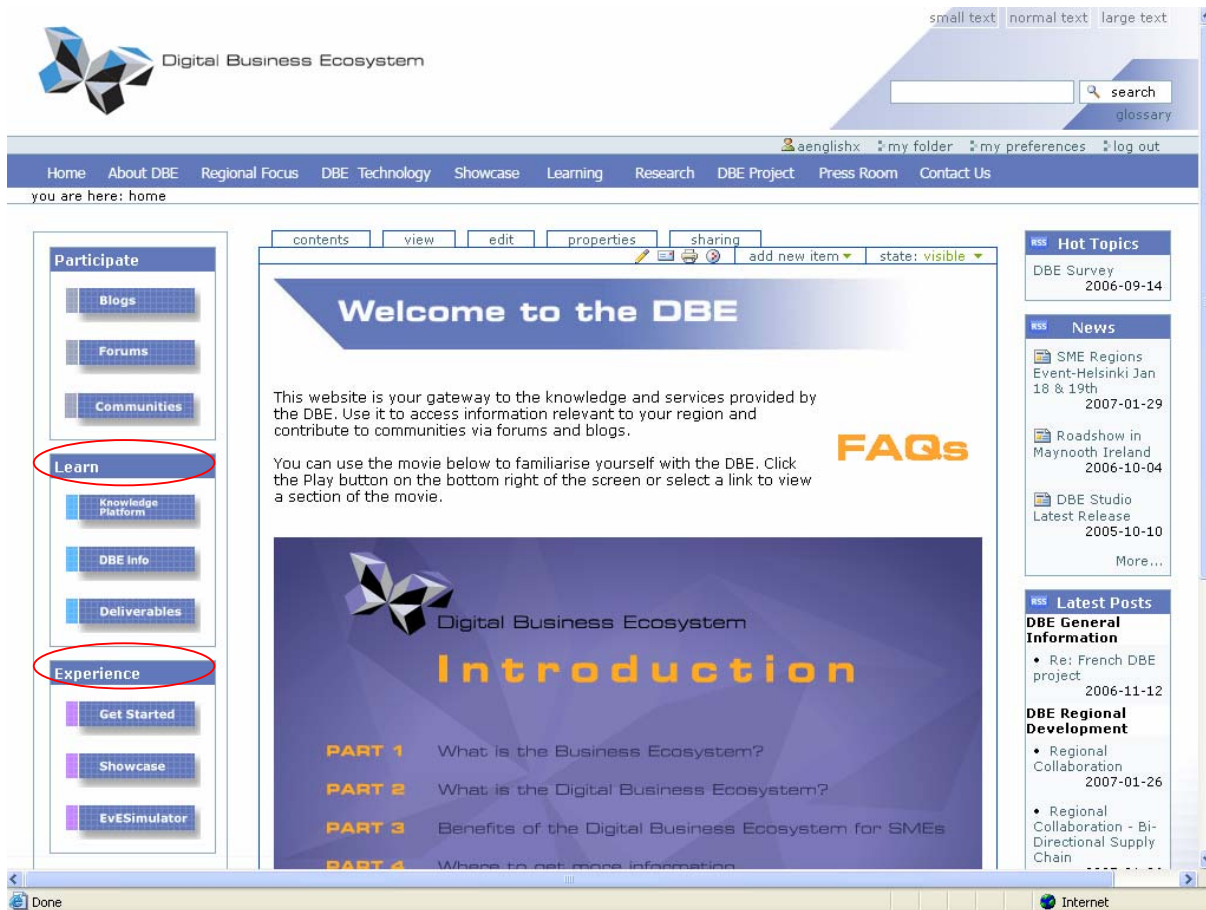 small text normal text large text
Digital Business Ecosystem
search
glossary
aenglishx my folder my preferences log out
Home About DBE Regional Focus DBE Technology Showcase Learning Research DBE Project Press Room Contact Us
you are here: home
Participate
Blogs
Forums
Communities
Learn
Knowledge
Platform
DBE Info
Deliverables
Experience
Get Started
Showcase
EvESimulator
contents view edit properties sharing
add new item state: visible
Welcome to the DBE
This website is your gateway to the knowledge and services provided by
the DBE. Use it to access information relevant to your region and
contribute to communities via forums and blogs.
FAQs
You can use the movie below to familiarise yourself with the DBE. Click
the Play button on the bottom right of the screen or select a link to view
a section of the movie.
Digital Business Ecosystem
Introduction
PART 1 What is the Business Ecosystem?
PART 2 What is the Digital Business Ecosystem?
PART 3 Benefits of the Digital Business Ecosystem for SMEs
PART 4 Where to get more information
RSS Hot Topics
DBE Survey
2006-09-14
RSS News
SME Regions
Event-Helsinki Jan
18 & 19th
2007-01-29
Roadshow in
Maynooth Ireland
2006-10-04
DBE Studio
Latest Release
2005-10-10
More...
RSS Latest Posts
DBE General
Information
• Re: French DBE
project
2006-11-12
DBE Regional
Development
• Regional
Collaboration
2007-01-26
• Regional
Collaboration - Bi-
Directional Supply
Chain
Done
Internet